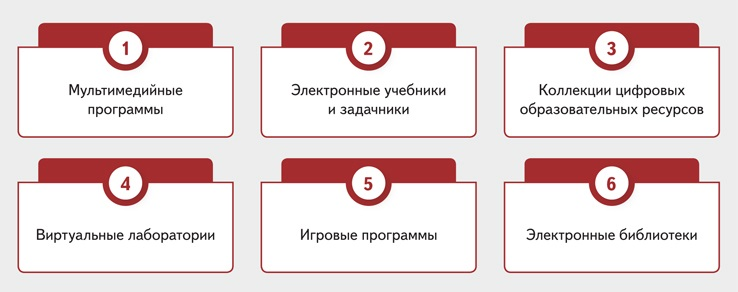 1
Мультимедийные
программы
2
Электронные учебники
и задачники
3
Коллекции цифровых
образовательных ресурсов
4
Виртуальные лаборатории
5
Игровые программы
6
Электронные библиотеки